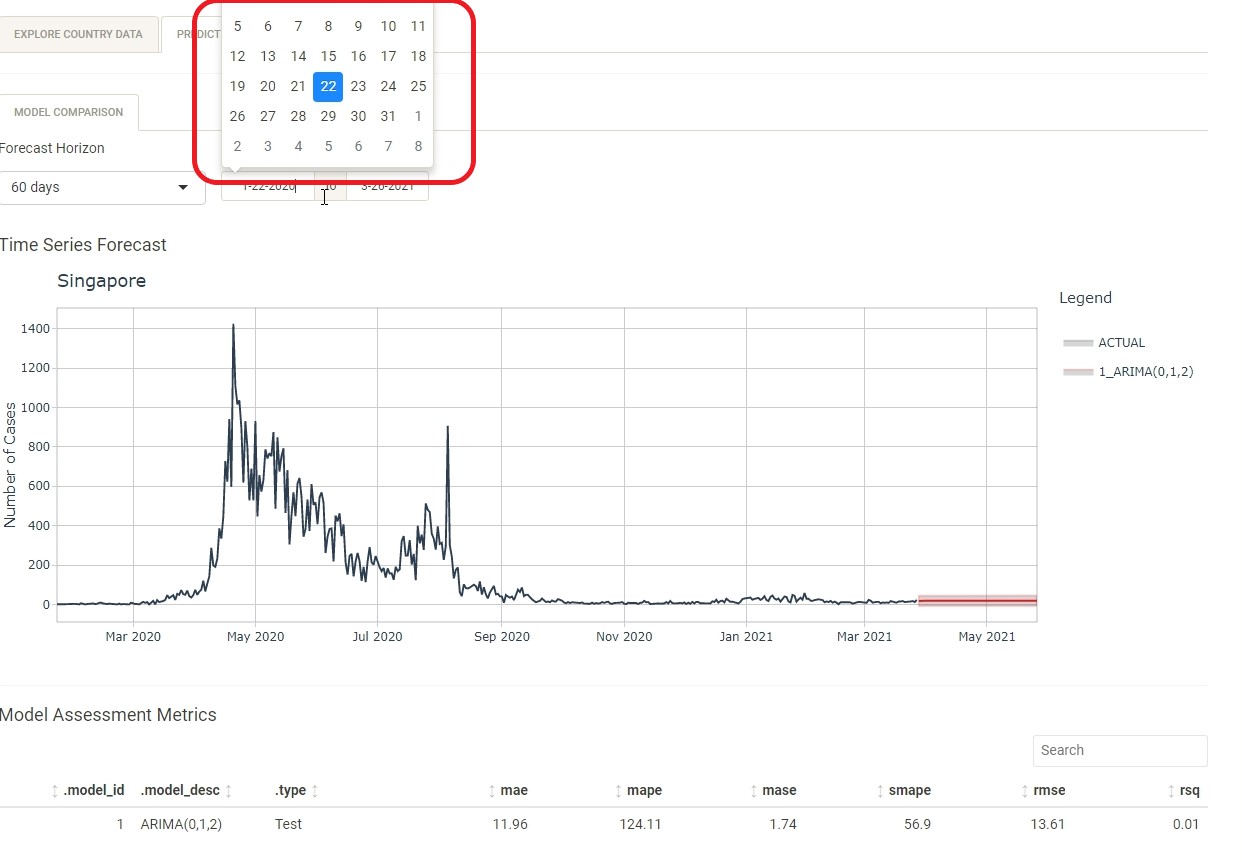 5 6 7 8 9 10 11
EXPLORE COUNTRY DATA PREDICT
12 13 14 15 16 17 18
19 20 21 22 23 24 25
MODEL COMPARISON
26 27 28 29 30 31 1
2 3 4 5 6 7 8
Forecast Horizon
60 days 1-22-2020 to 3-26-2021
Time Series Forecast
Singapore
Legend
ACTUAL
1_ARIMA(0,1,2)
Number of Cases
1400
1200
1000
800
600
400
200
0
Mar 2020 May 2020 Jul 2020 Sep 2020 Nov 2020 Jan 2021 Mar 2021 May 2021
Model Assessment Metrics
Search
.model_id .model_desc .type mae mape mase smape rmse rsq
1 ARIMA(0,1,2) Test 11.96 124.11 1.74 56.9 13.61 0.01